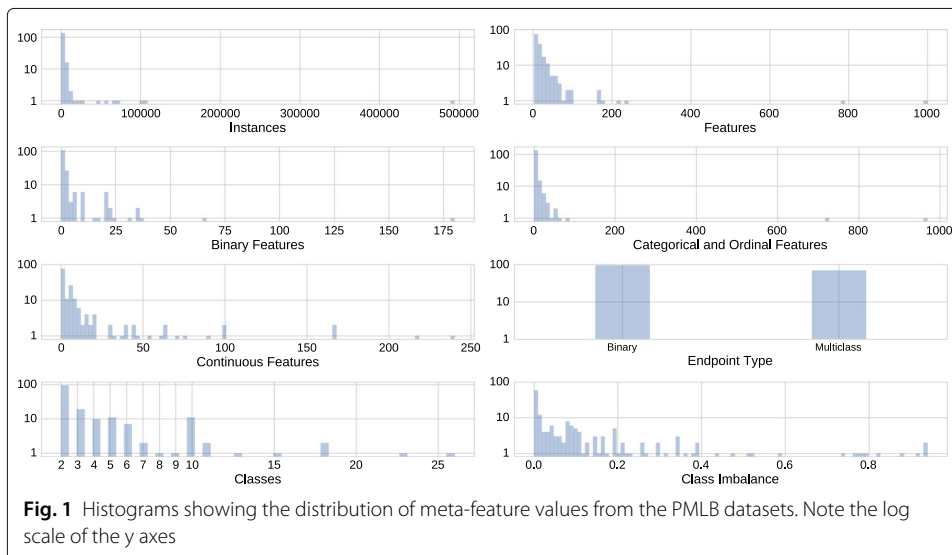 100
10
1
0 100000 200000 300000 400000 500000
Instances
100
10
1
0 200 400 600 800 1000
Features
100
10
1
0 25 50 75 100 125 150 175
Binary Features
100
10
1
0 200 400 600 800 1000
Categorical and Ordinal Features
100
10
1
0 50 100 150 200 250
Continuous Features
100
10
1
Binary Multiclass
Endpoint Type
100
10
1
2 3 4 5 6 7 8 9 10 15 20 25
Classes
100
10
1
0.0 0.2 0.4 0.6 0.8
Class Imbalance
Fig. 1 Histograms showing the distribution of meta-feature values from the PMLB datasets. Note the log
scale of the y axes